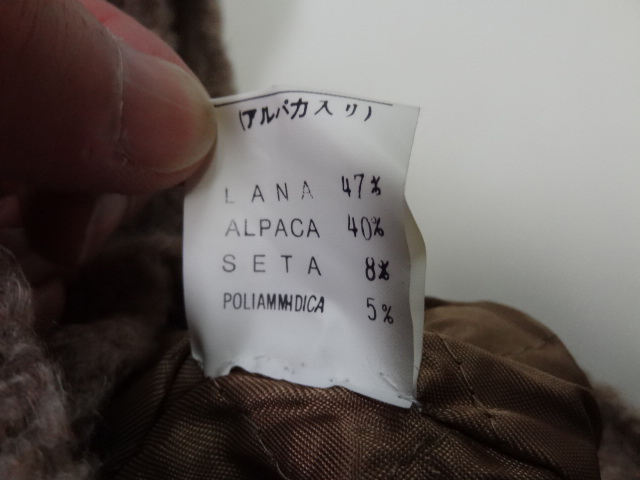 (アルパカ入り)
LANA 47%
ALPACA 40%
SETA 8%
POLIAMMIDICA 5%